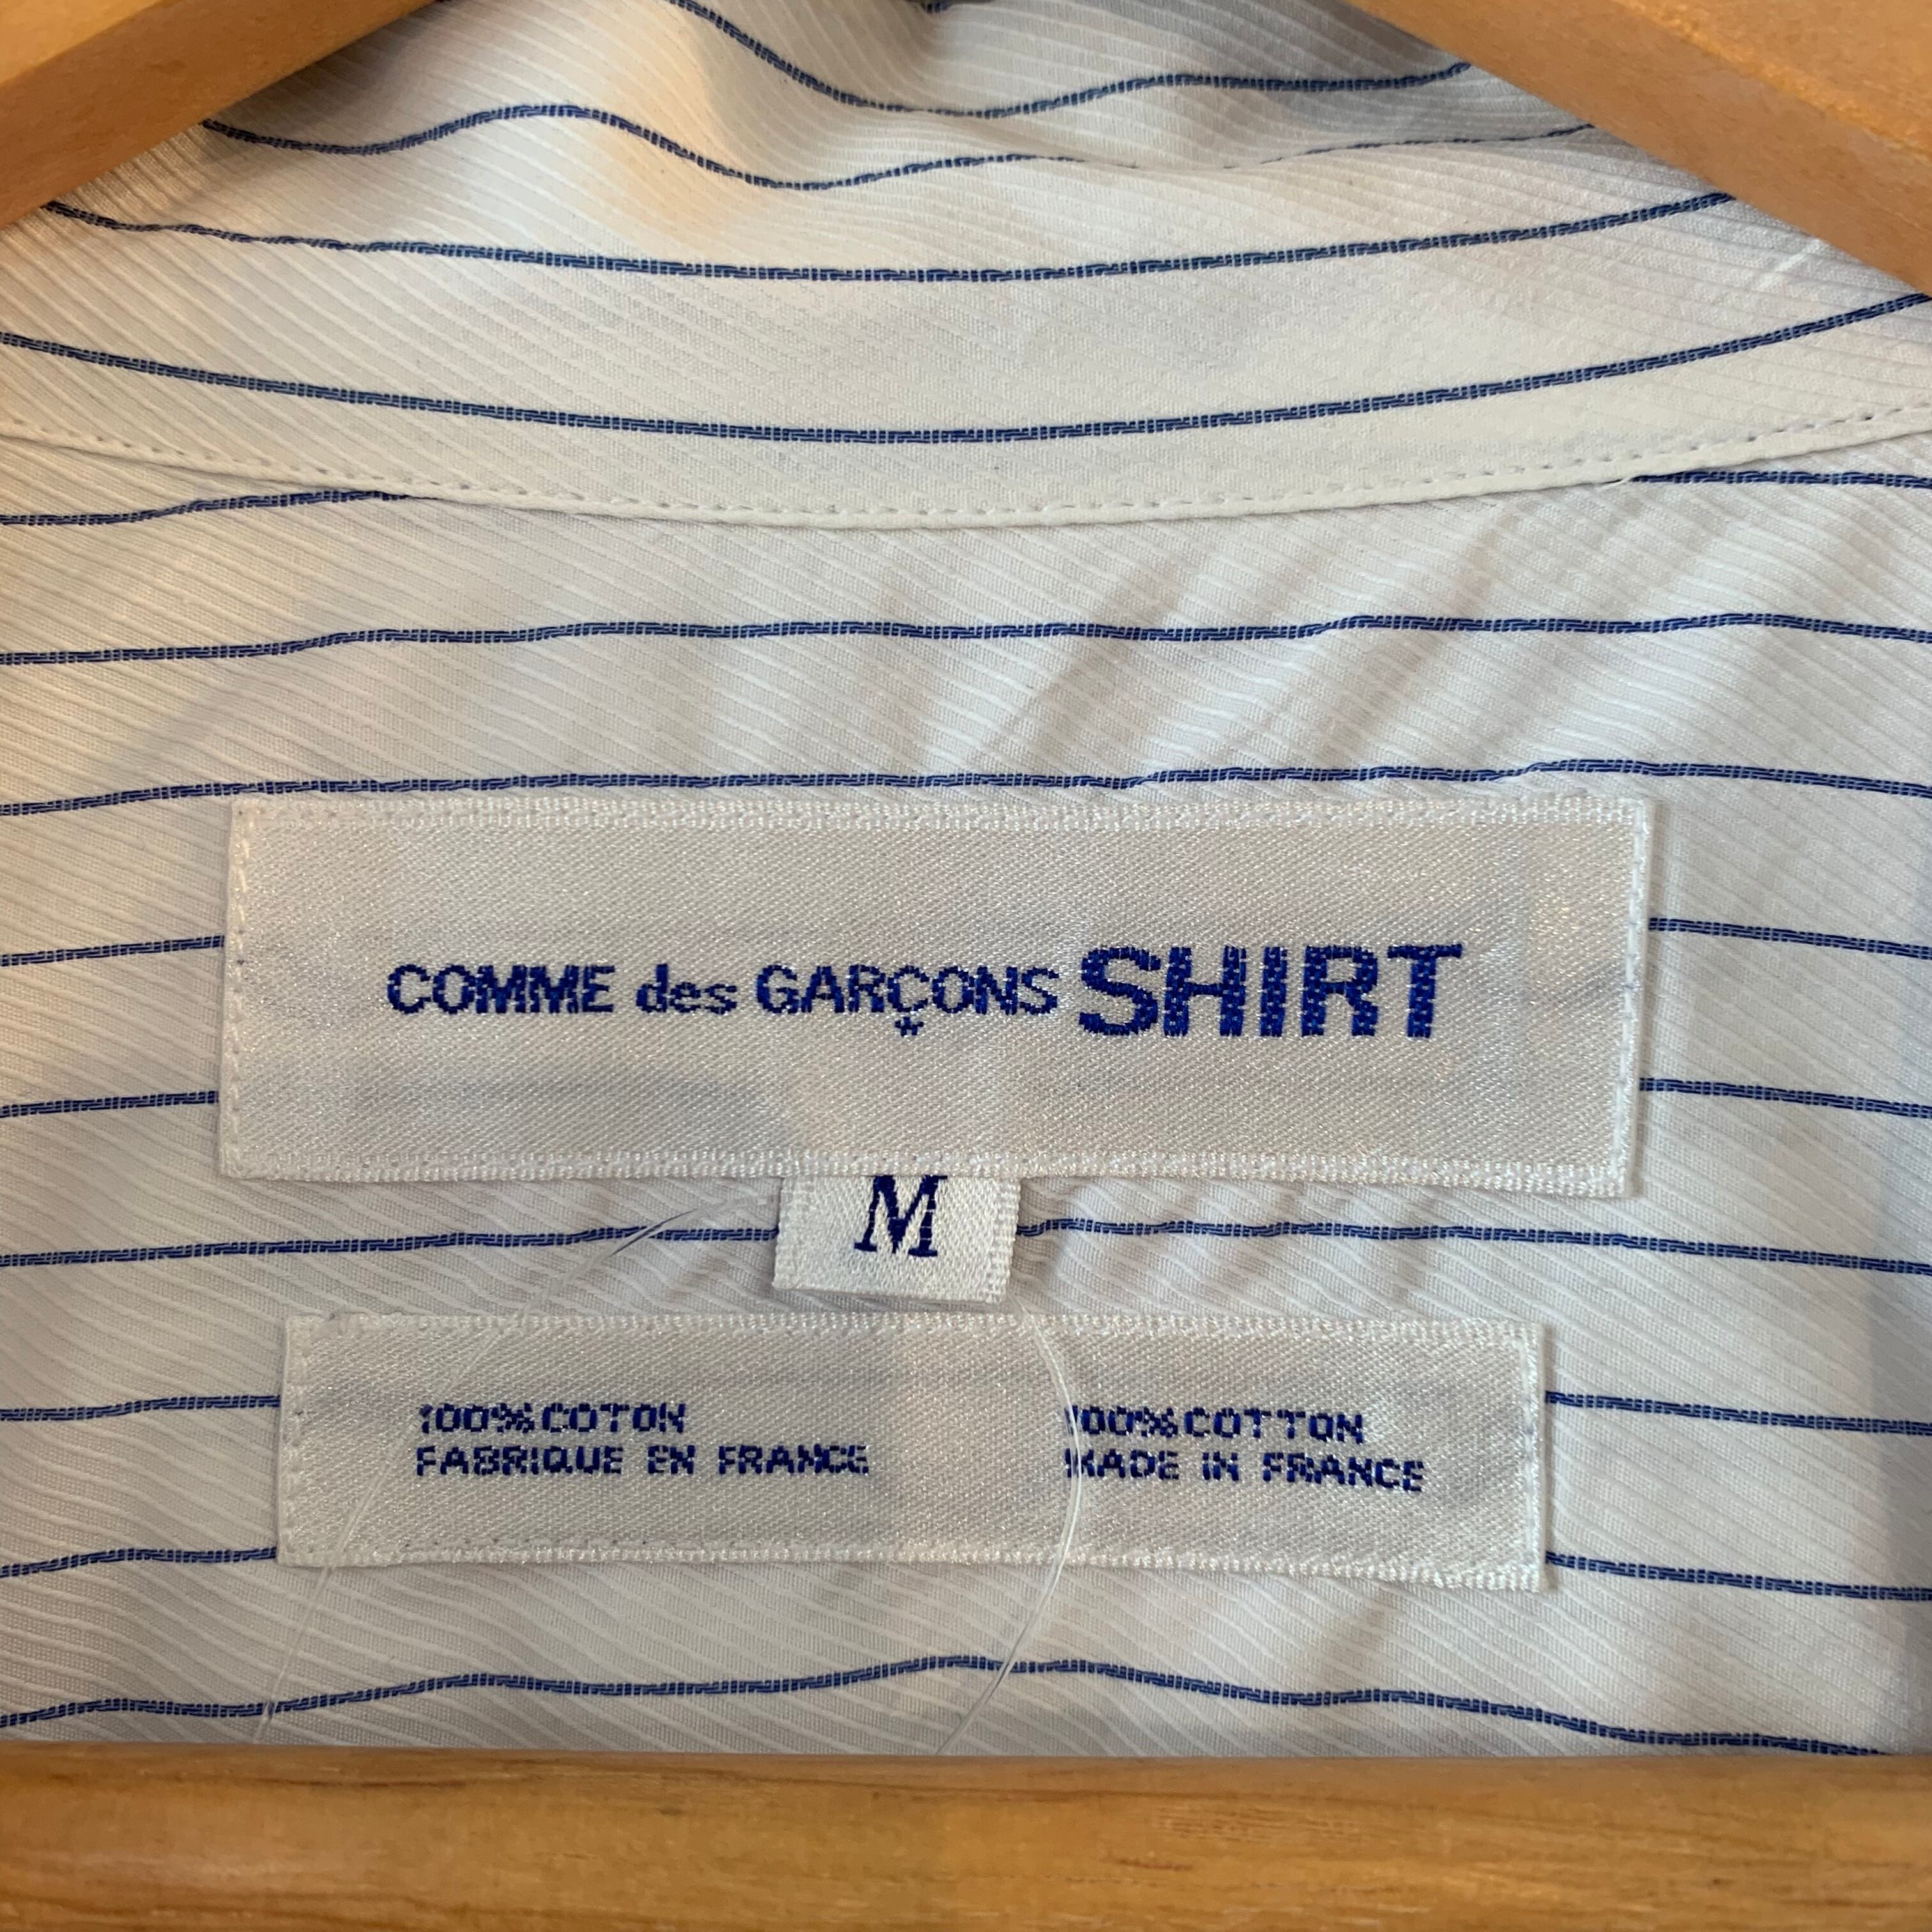 COMME des GARÇONS SHIRT
M
100% COTON
FABRIQUE EN FRANCE
100% COTTON
MADE IN FRANCE